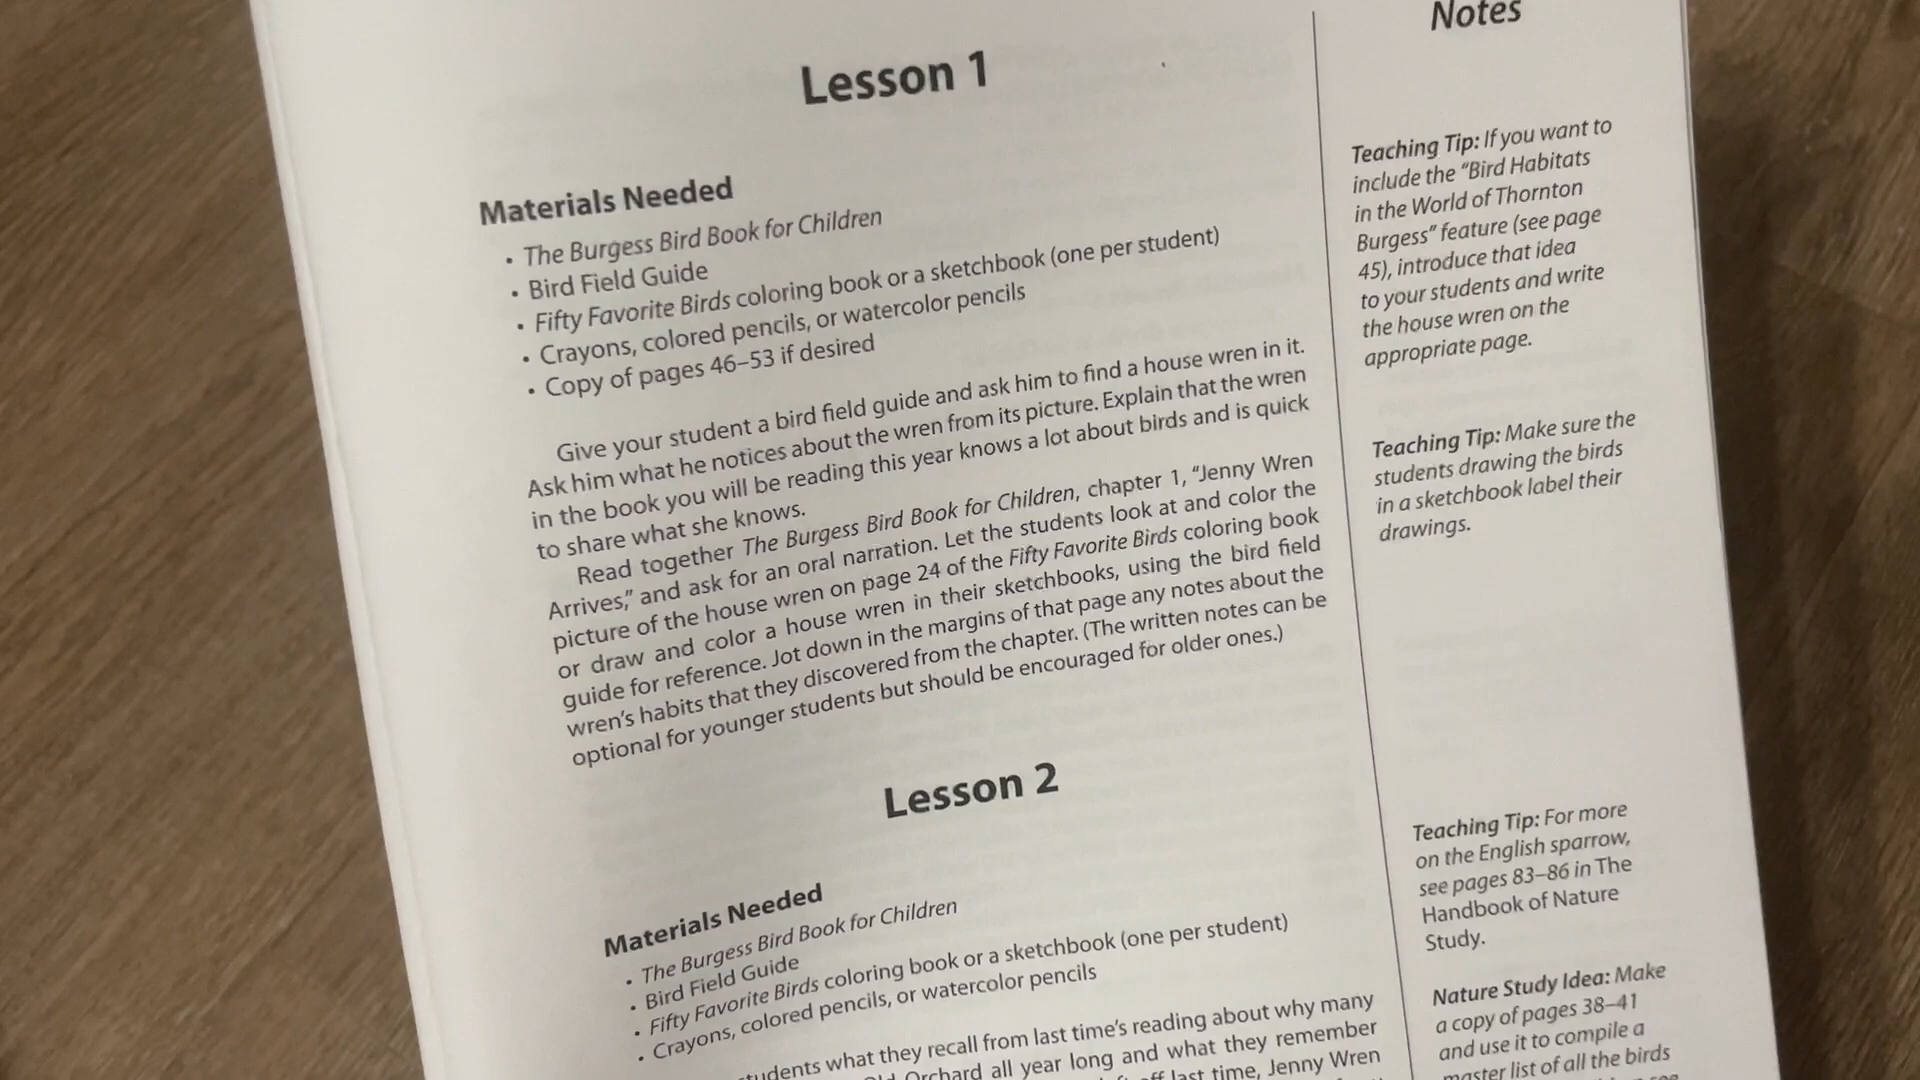 Lesson 1
Materials Needed
• The Burgess Bird Book for Children
• Bird Field Guide
• Fifty Favorite Birds coloring book or a sketchbook (one per student)
• Crayons, colored pencils, or watercolor pencils
• Copy of pages 46–53 if desired
Give your student a bird field guide and ask him to find a house wren in it.
Ask him what he notices about the wren from its picture. Explain that the wren
in the book you will be reading this year knows a lot about birds and is quick
to share what she knows.
Read together The Burgess Bird Book for Children, chapter 1, “Jenny Wren
Arrives,” and ask for an oral narration. Let the students look at and color the
picture of the house wren on page 24 of the Fifty Favorite Birds coloring book
or draw and color a house wren in their sketchbooks, using the bird field
guide for reference. Jot down in the margins of that page any notes about the
wren’s habits that they discovered from the chapter. (The written notes can be
optional for younger students but should be encouraged for older ones.)
Lesson 2
Materials Needed
• The Burgess Bird Book for Children
• Bird Field Guide
• Fifty Favorite Birds coloring book or a sketchbook (one per student)
• Crayons, colored pencils, or watercolor pencils
students what they recall from last time’s reading about why many
Orchard all year long and what they remember
off last time, Jenny Wren
Notes
Teaching Tip: If you want to
include the “Bird Habitats
in the World of Thornton
Burgess” feature (see page
45), introduce that idea
to your students and write
the house wren on the
appropriate page.
Teaching Tip: Make sure the
students drawing the birds
in a sketchbook label their
drawings.
Teaching Tip: For more
on the English sparrow,
see pages 83–86 in The
Handbook of Nature
Study.
Nature Study Idea: Make
a copy of pages 38–41
and use it to compile a
master list of all the birds